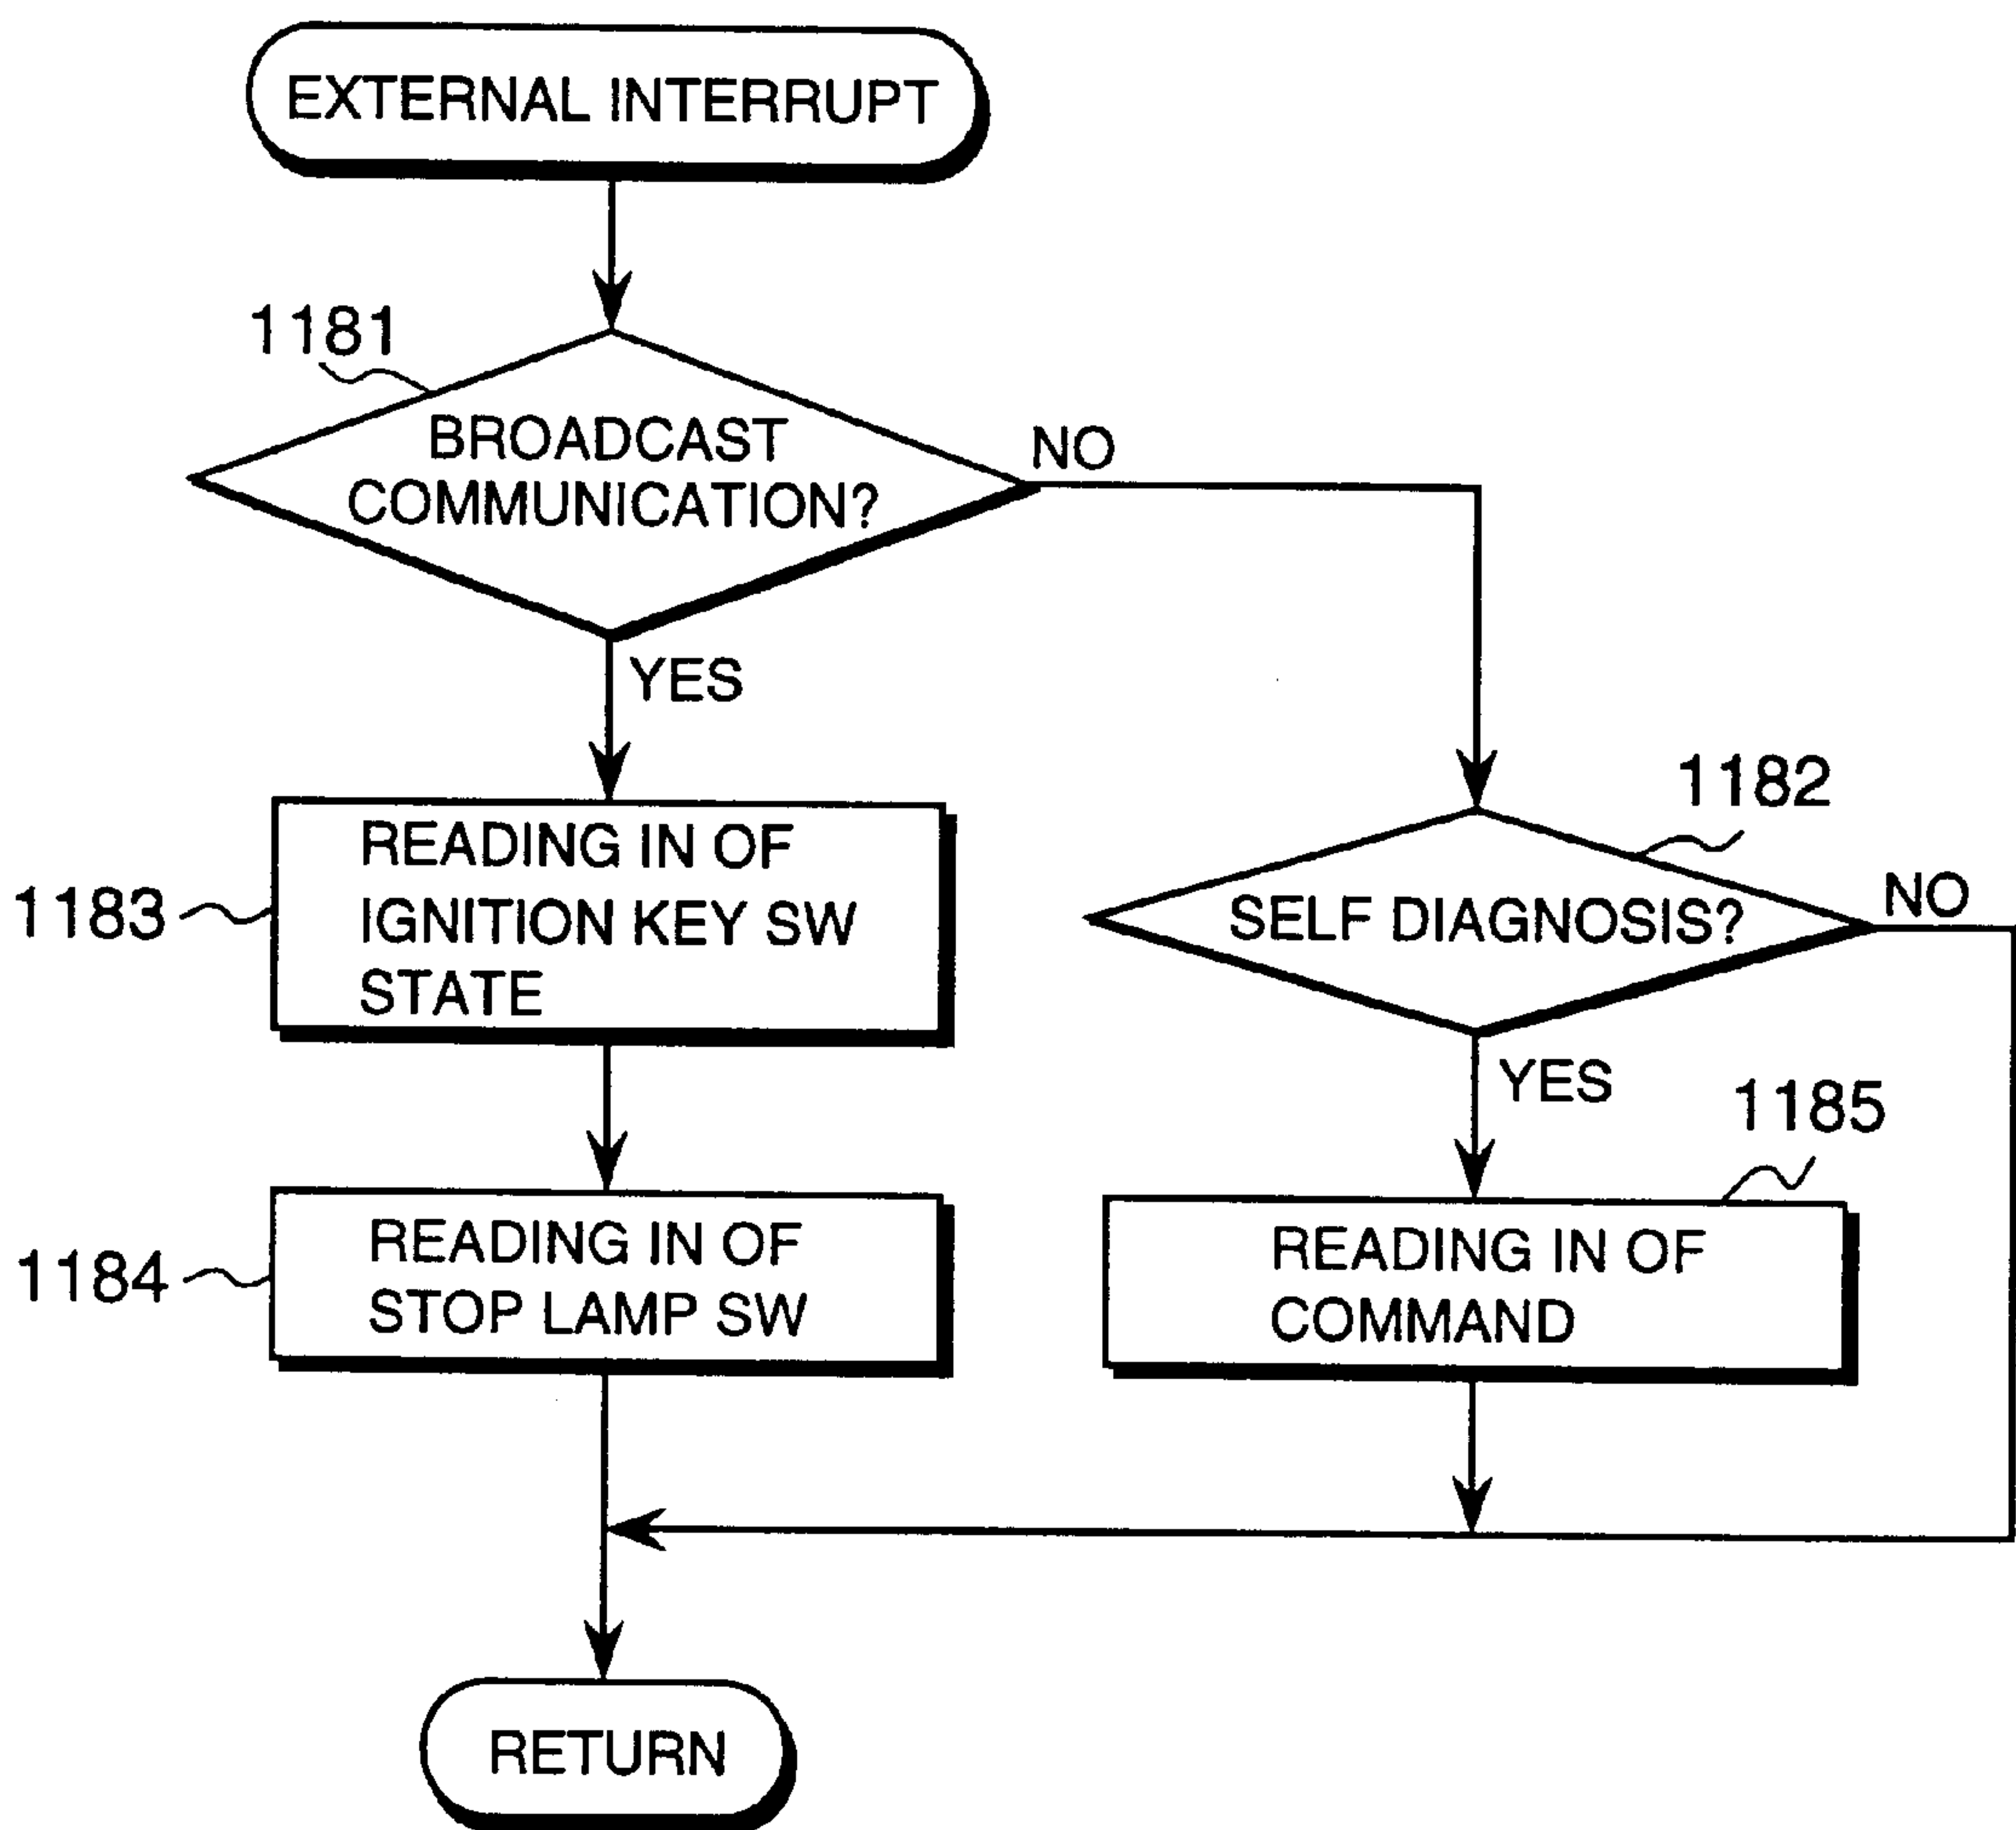 EXTERNAL INTERRUPT
1181
BROADCAST
COMMUNICATION?
NO
YES
1182
1183
READING IN OF
IGNITION KEY SW
STATE
SELF DIAGNOSIS?
NO
YES
1185
1184
READING IN OF
STOP LAMP SW
READING IN OF
COMMAND
RETURN